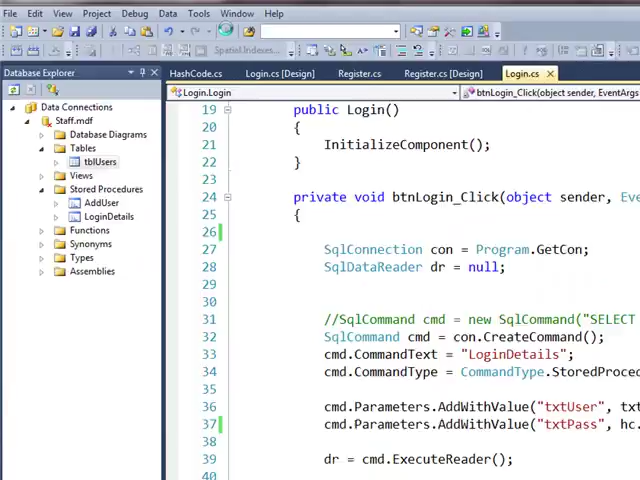 File Edit View Project Debug Data Tools Window Help
Spatial Indexes...
Database Explorer
HashCode.cs Login.cs [Design] Register.cs Register.cs [Design] Login.cs
Login.Login btnLogin_Click(object sender, EventArgs
Data Connections
Staff.mdf
Database Diagrams
Tables
tblUsers
Views
Stored Procedures
AddUser
LoginDetails
Functions
Synonyms
Types
Assemblies
19 public Login()
20 {
21 InitializeComponent();
22 }
23
24 private void btnLogin_Click(object sender, Eve
25 {
26
27 SqlConnection con = Program.GetCon;
28 SqlDataReader dr = null;
29
30
31 //SqlCommand cmd = new SqlCommand("SELECT
32 SqlCommand cmd = con.CreateCommand();
33 cmd.CommandText = "LoginDetails";
34 cmd.CommandType = CommandType.StoredProced
35
36 cmd.Parameters.AddWithValue("txtUser", txt
37 cmd.Parameters.AddWithValue("txtPass", hc.
38
39 dr = cmd.ExecuteReader();
40